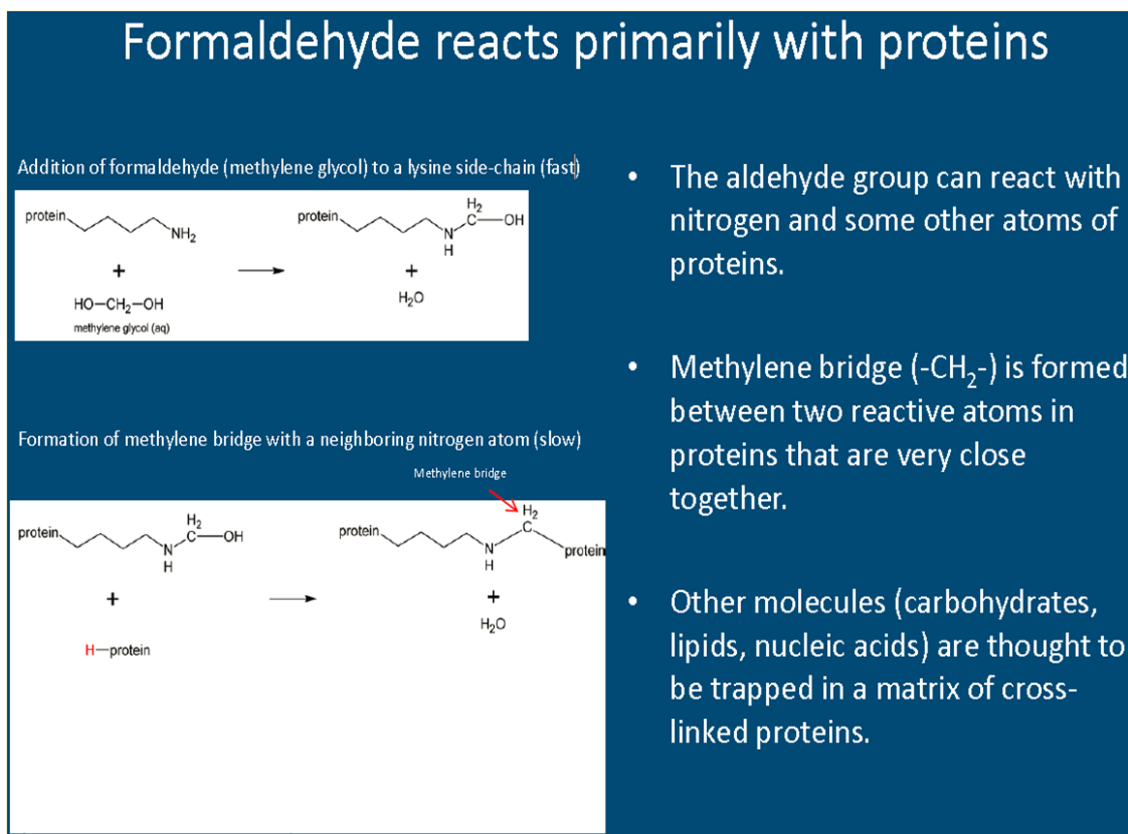 Formaldehyde reacts primarily with proteins
Addition of formaldehyde (methylene glycol) to a lysine side-chain (fast)
protein
NH₂
+
HO—CH₂—OH
methylene glycol (aq)
protein
H₂
C—OH
N
H
+
H₂O
Formation of methylene bridge with a neighboring nitrogen atom (slow)
Methylene bridge
protein
H₂
C—OH
N
H
+
H—protein
protein
H₂
C
N
H
protein
+
H₂O
• The aldehyde group can react with
nitrogen and some other atoms of
proteins.
• Methylene bridge (-CH₂-) is formed
between two reactive atoms in
proteins that are very close
together.
• Other molecules (carbohydrates,
lipids, nucleic acids) are thought to
be trapped in a matrix of cross-
linked proteins.